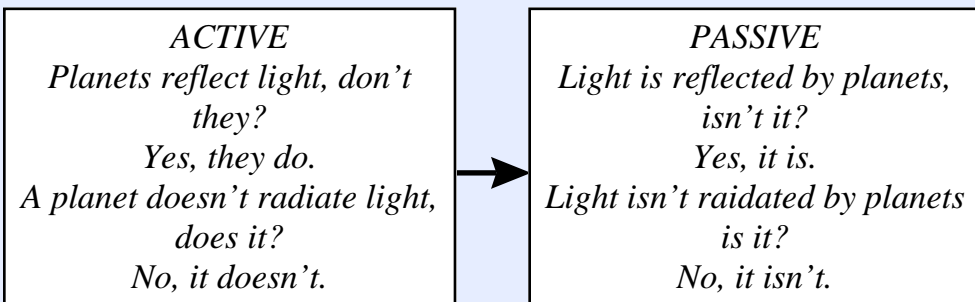 ACTIVE
Planets reflect light, don't
they?
Yes, they do.
A planet doesn't radiate light,
does it?
No, it doesn't.
PASSIVE
Light is reflected by planets,
isn't it?
Yes, it is.
Light isn't raidated by planets
is it?
No, it isn't.